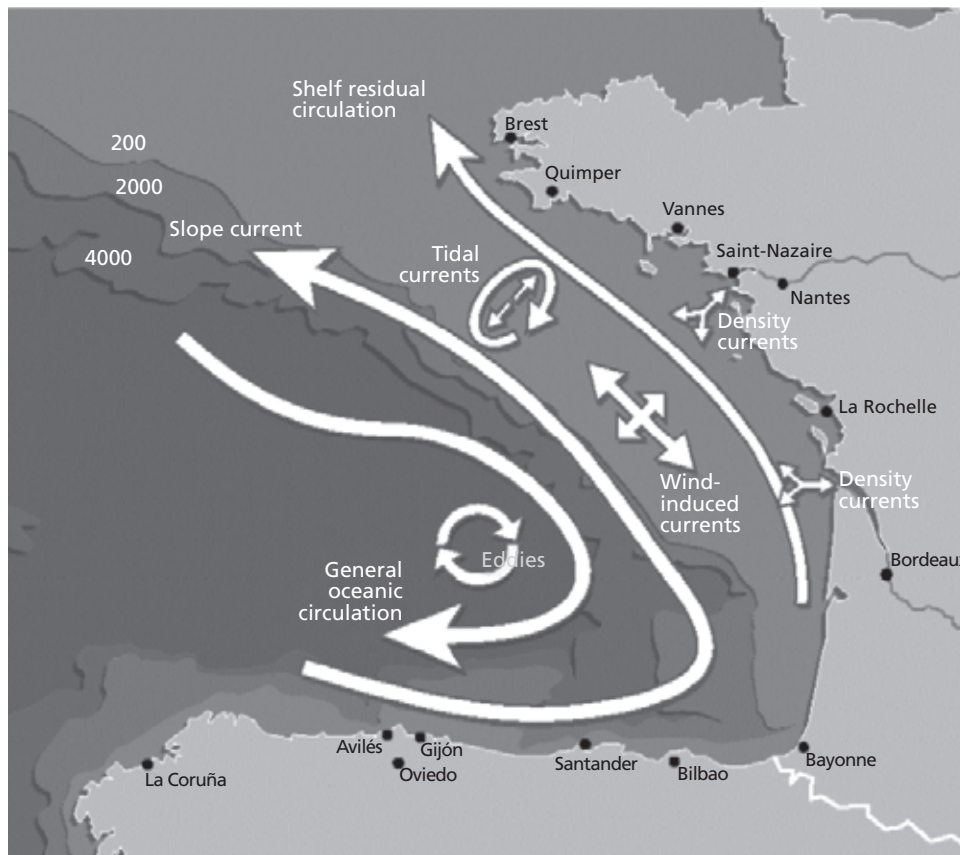 Shelf residual
circulation
Brest
200
Quimper
2000
Vannes
Slope current
Tidal
currents
Saint-Nazaire
4000
Nantes
Density
currents
La Rochelle
Wind-
induced
currents
Density
currents
Eddies
Bordeaux
General
oceanic
circulation
Avilés
Gijón
Oviedo
Santander
Bilbao
Bayonne
La Coruña